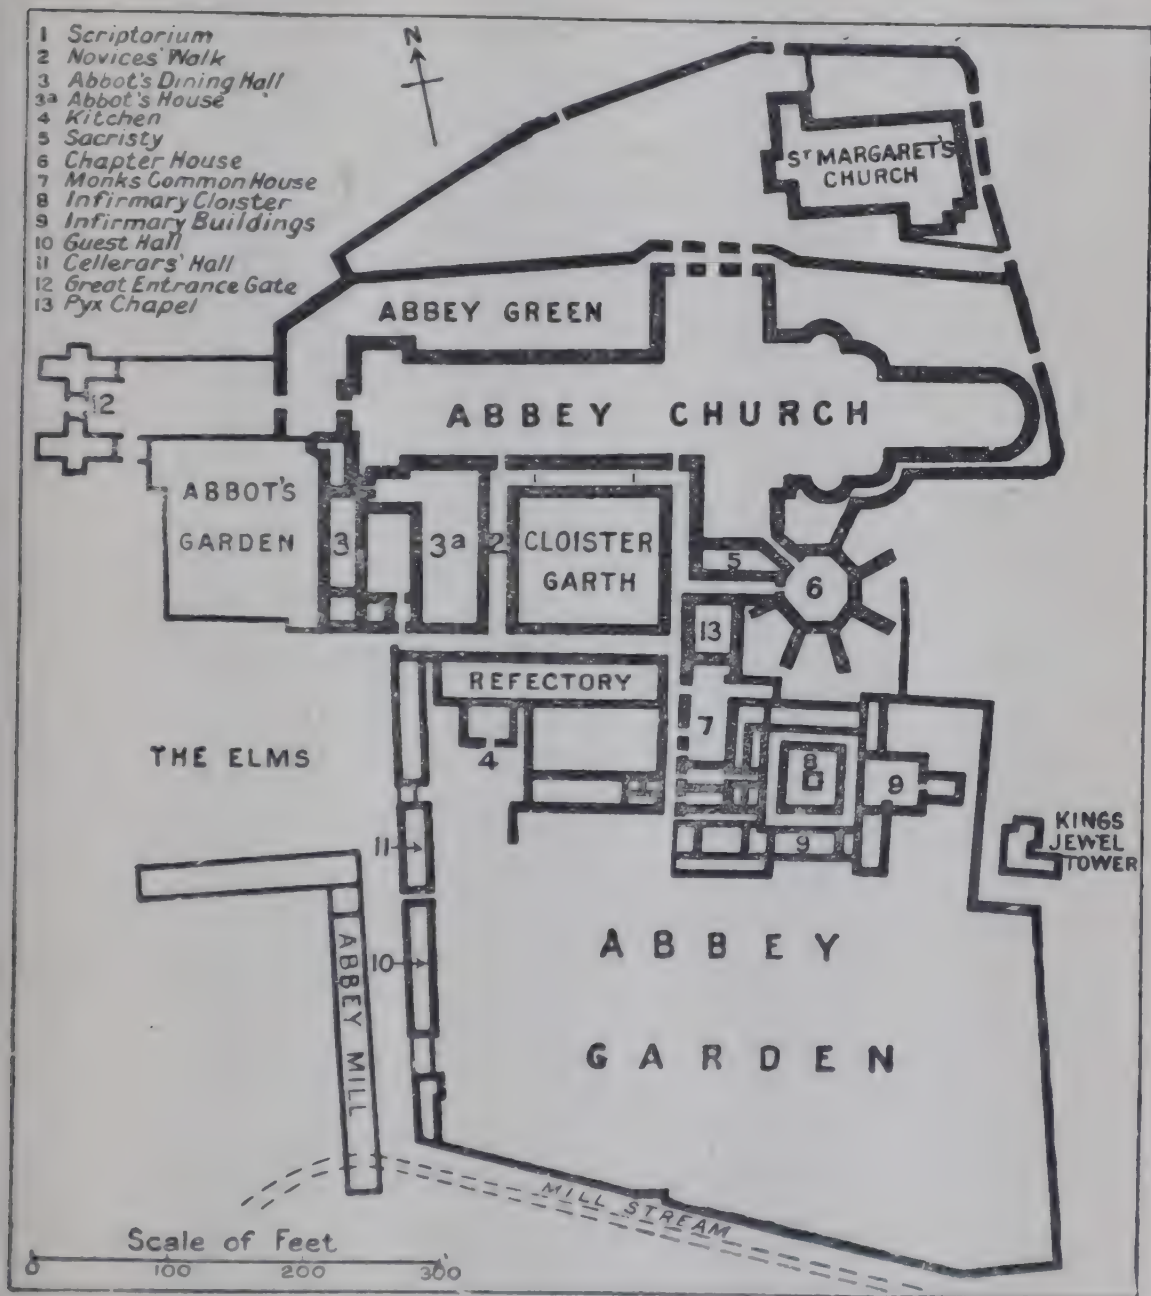 1 Scriptorium
2 Novices' Walk
3 Abbot's Dining Hall
3a Abbot's House
4 Kitchen
5 Sacristy
6 Chapter House
7 Monks Common House
8 Infirmary Cloister
9 Infirmary Buildings
10 Guest Hall
11 Cellerars' Hall
12 Great Entrance Gate
13 Pyx Chapel
N
ST MARGARET'S
CHURCH
ABBEY GREEN
12
ABBEY CHURCH
ABBOT'S
GARDEN
3
3a
2
CLOISTER
GARTH
5
6
13
REFECTORY
7
4
THE ELMS
8
9
9
KINGS
JEWEL
TOWER
11
10
ABBEY MILL
ABBEY
GARDEN
MILL STREAM
Scale of Feet
0 100 200 300